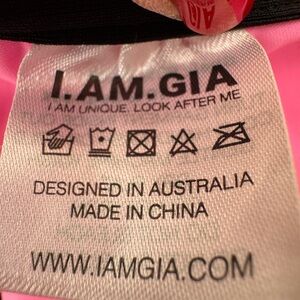 I.AM.GIA
I AM UNIQUE. LOOK AFTER ME
DESIGNED IN AUSTRALIA
MADE IN CHINA
WWW.IAMGIA.COM